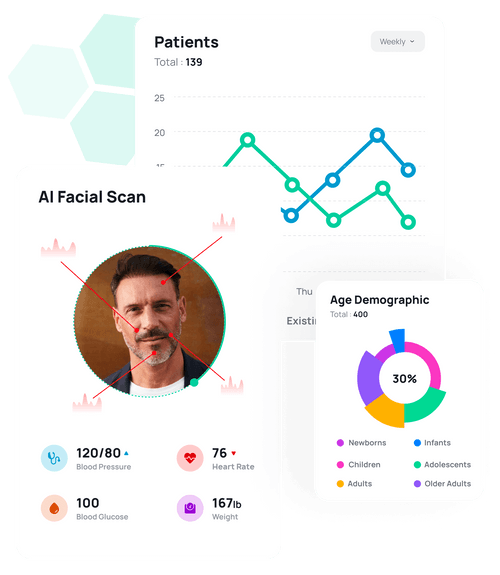 Patients
Weekly
Total : 139
25
20
15
AI Facial Scan
Thu
Age Demographic
Total : 400
30%
Newborns
Infants
Children
Adolescents
Adults
Older Adults
120/80
Blood Pressure
76
Heart Rate
100
Blood Glucose
167lb
Weight